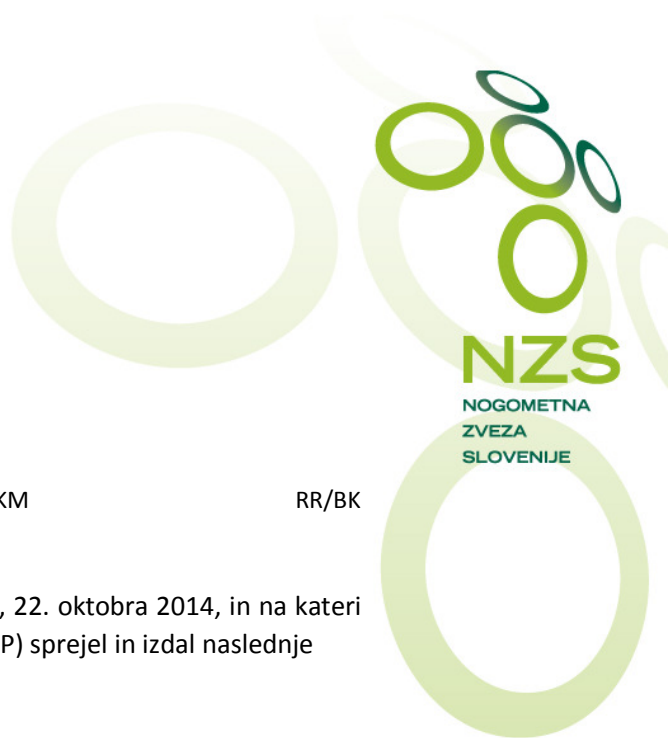 NZS
NOGOMETNA
ZVEZA
SLOVENIJE
KM RR/BK
, 22. oktobra 2014, in na kateri
P) sprejel in izdal naslednje